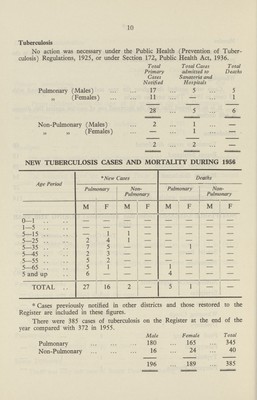 10
Tuberculosis
No action was necessary under the Public Health (Prevention of Tuber-
culosis) Regulations, 1925, or under Section 172, Public Health Act, 1936.
Total Primary Cases Notified Total Cases admitted to Sanatoria and Hospitals Total Deaths
Pulmonary (Males) ... ... 17 ... 5 ... 5
„ (Females) ... ... 11 ... — ... 1
28 ... 5 ... 6
Non-Pulmonary (Males) ... 2 ... 1 ... —
„ „ (Females) ... — ... 1 ... —
2 ... 2 ... —
NEW TUBERCULOSIS CASES AND MORTALITY DURING 1956
Age Period *New Cases Deaths
Pulmonary Non-Pulmonary Pulmonary Non-Pulmonary
M F M F M F M F
0—1 .. .. — — — — — — — —
1—5 .. .. — — — — — — — —
5—15 .. .. — 1 1 — — — — —
5—25 .. .. 2 4 1 — — — — —
5—35 .. .. 7 5 — — — 1 — —
5—45 .. .. 2 3 — — — — — —
5—55 .. .. 5 2 — — — — — —
5—65 .. .. 5 1 — — 1 — — —
5 and up .. 6 — — — 4 — — —
TOTAL .. 27 16 2 — 5 1 — —
* Cases previously notified in other districts and those restored to the
Register are included in these figures.
There were 385 cases of tuberculosis on the Register at the end of the
year compared with 372 in 1955.
Male Female Total
Pulmonary ... ... ... 180 ... 165 ... 345
Non-Pulmonary ... ... ... 16 ... 24 ... 40
196 ... 189 ... 385